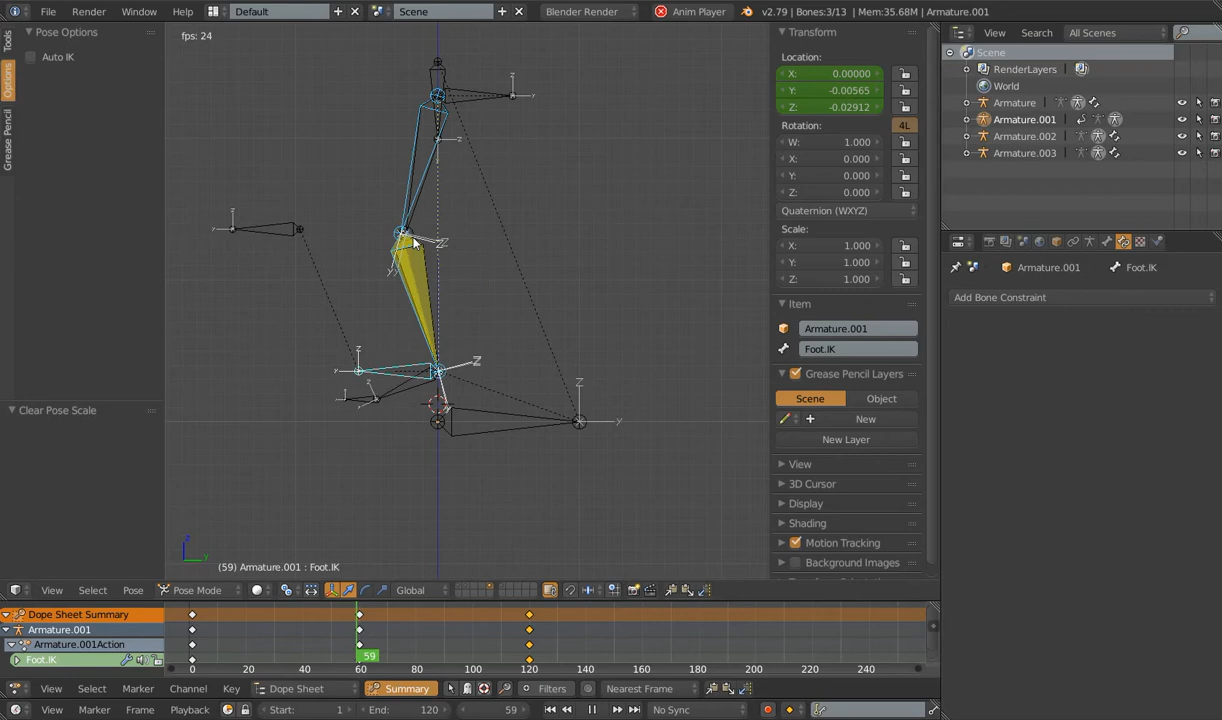 File Render Window Help Default Scene Blender Render Anim Player v2.79 | Bones:3/13 | Mem:35.68M | Armature.001
Tools
Options
Grease Pencil
Pose Options
Auto IK
Clear Pose Scale
fps: 24
(59) Armature.001 : Foot.IK
Transform
Location:
X: 0.00000
Y: -0.00565
Z: -0.02912
Rotation: 4L
W: 1.000
X: 0.000
Y: 0.000
Z: 0.000
Quaternion (WXYZ)
Scale:
X: 1.000
Y: 1.000
Z: 1.000
Item
Armature.001
Foot.IK
Grease Pencil Layers
Scene Object
New
New Layer
View
3D Cursor
Display
Shading
Motion Tracking
Background Images
View Search All Scenes
Scene
RenderLayers
World
Armature
Armature.001
Armature.002
Armature.003
Armature.001 Foot.IK
Add Bone Constraint
View Select Pose Pose Mode Global
Dope Sheet Summary
Armature.001
Armature.001Action
Foot.IK
59
0 20 40 60 80 100 120 140 160 180 200 220 240
View Select Marker Channel Key Dope Sheet Summary Filters Nearest Frame
View Marker Frame Playback Start: 1 End: 120 59 No Sync